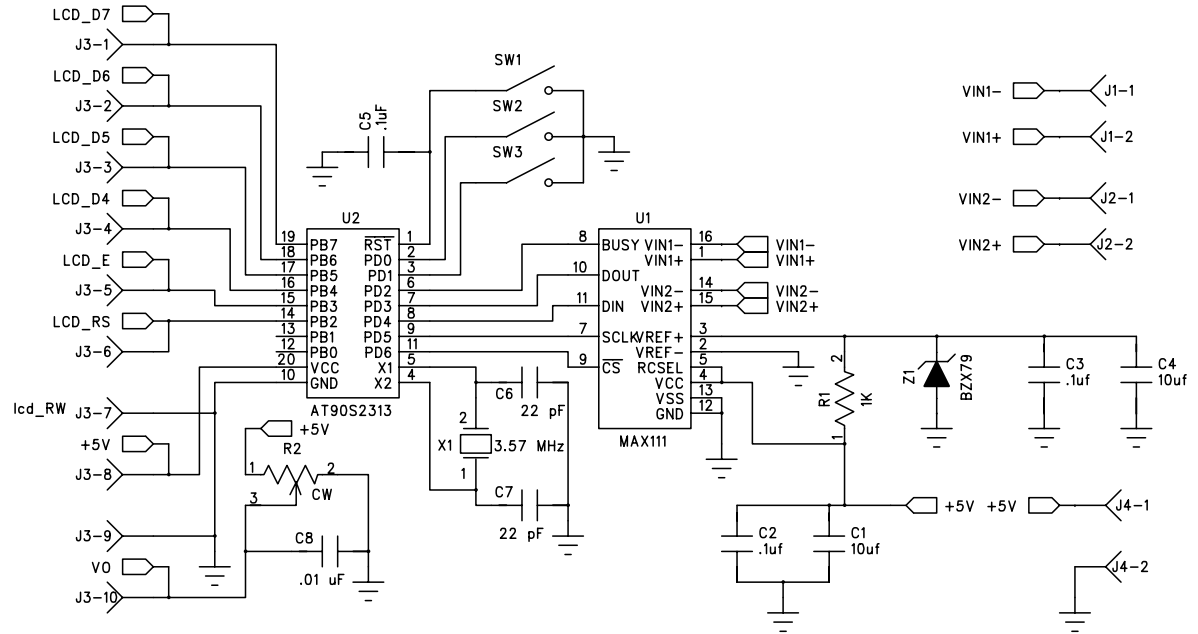 LCD_D7
J3-1
LCD_D6
J3-2
LCD_D5
J3-3
LCD_D4
J3-4
LCD_E
J3-5
LCD_RS
J3-6
lcd_RW J3-7
+5V
J3-8
J3-9
VO
J3-10
SW1
SW2
SW3
C5
.1uF
U2
19 PB7 RST 1
18 PB6 PD0 2
17 PB5 PD1 3
16 PB4 PD2 6
15 PB3 PD3 7
14 PB2 PD4 8
13 PB1 PD5 9
12 PB0 PD6 11
20 VCC X1 5
10 GND X2 4
AT90S2313
+5V
R2
1 2
3 CW
C8
.01 uF
C6
22 pF
2
X1 3.57 MHz
1
C7
22 pF
U1
8 BUSY VIN1- 16 VIN1-
VIN1+ 1 VIN1+
10 DOUT
VIN2- 14 VIN2-
11 DIN VIN2+ 15 VIN2+
7 SCLK VREF+ 3
VREF- 2
9 CS RCSEL 5
VCC 4
VSS 13
GND 12
MAX111
VIN1- J1-1
VIN1+ J1-2
VIN2- J2-1
VIN2+ J2-2
2
R1
1K
1
Z1
BZX79
C3
.1uf
C4
10uf
C2
.1uf
C1
10uf
+5V +5V J4-1
J4-2